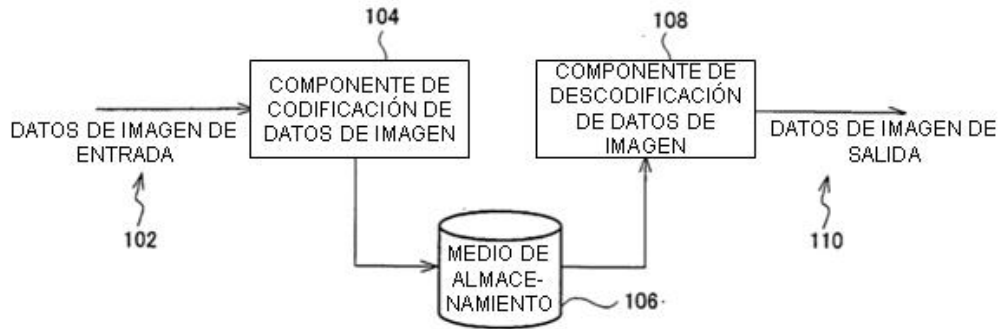 104
COMPONENTE DE
CODIFICACIÓN DE
DATOS DE IMAGEN
DATOS DE IMAGEN DE
ENTRADA
102
108
COMPONENTE DE
DESCODIFICACIÓN
DE DATOS DE
IMAGEN
DATOS DE IMAGEN DE
SALIDA
110
MEDIO DE
ALMACE-
NAMIENTO
106